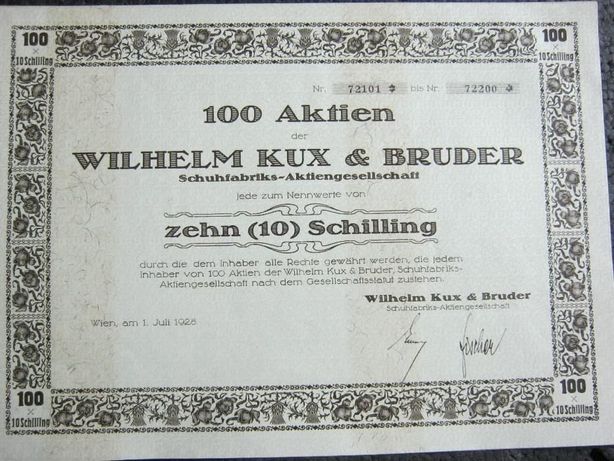 100
×
10 Schilling
100
×
10 Schilling
Nr. 72101 bis Nr. 72200
100 Aktien
der
WILHELM KUX & BRUDER
Schuhfabriks-Aktiengesellschaft
jede zum Nennwerte von
zehn (10) Schilling
durch die dem Inhaber alle Rechte gewährt werden, die jedem
Inhaber von 100 Aktien der Wilhelm Kux & Bruder, Schuhfabriks-
Aktiengesellschaft nach dem Gesellschaftsstatut zustehen.
Wilhelm Kux & Bruder
Schuhfabriks-Aktiengesellschaft
Wien, am 1. Juli 1928
100
×
10 Schilling
100
×
10 Schilling